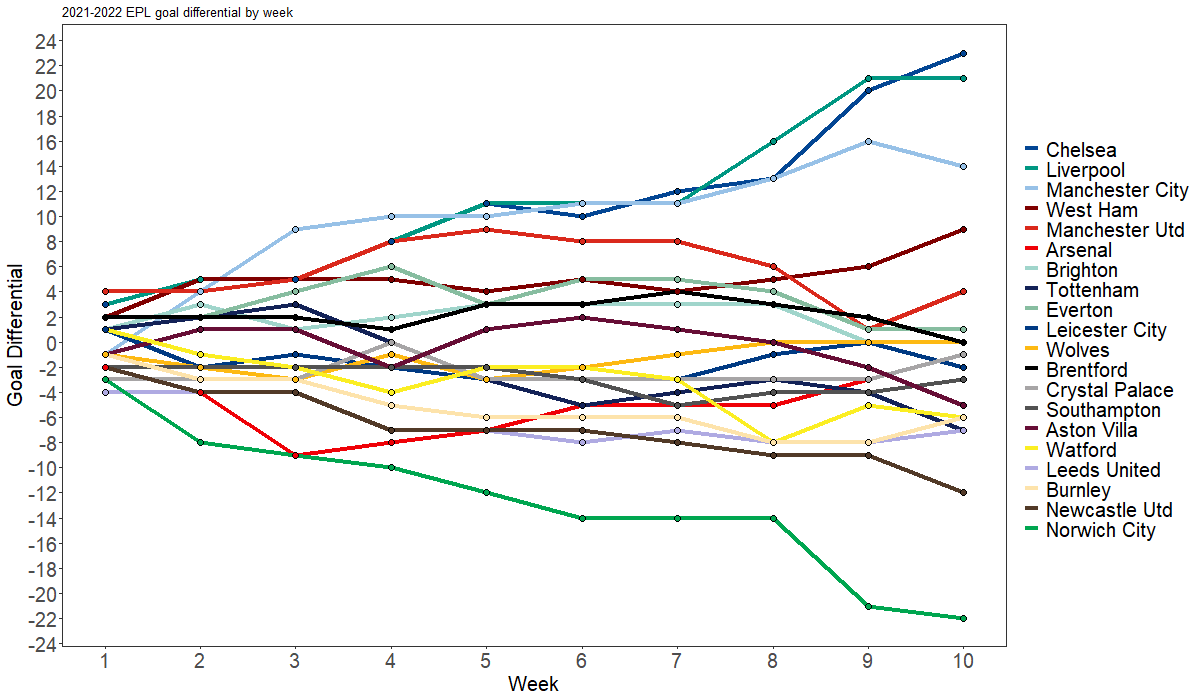 2021-2022 EPL goal differential by week
24
22
20
18
16
14
12
10
8
6
4
2
0
-2
-4
-6
-8
-10
-12
-14
-16
-18
-20
-22
-24
Goal Differential
1 2 3 4 5 6 7 8 9 10
Week
Chelsea
Liverpool
Manchester City
West Ham
Manchester Utd
Arsenal
Brighton
Tottenham
Everton
Leicester City
Wolves
Brentford
Crystal Palace
Southampton
Aston Villa
Watford
Leeds United
Burnley
Newcastle Utd
Norwich City